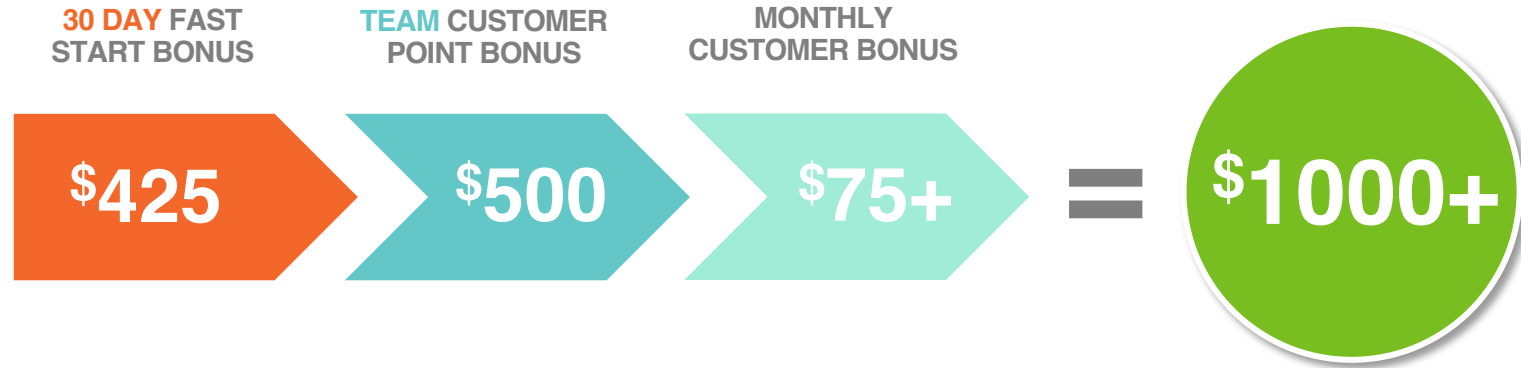 30 DAY FAST
START BONUS
TEAM CUSTOMER
POINT BONUS
MONTHLY
CUSTOMER BONUS
$425
$500
$75+
=
$1000+